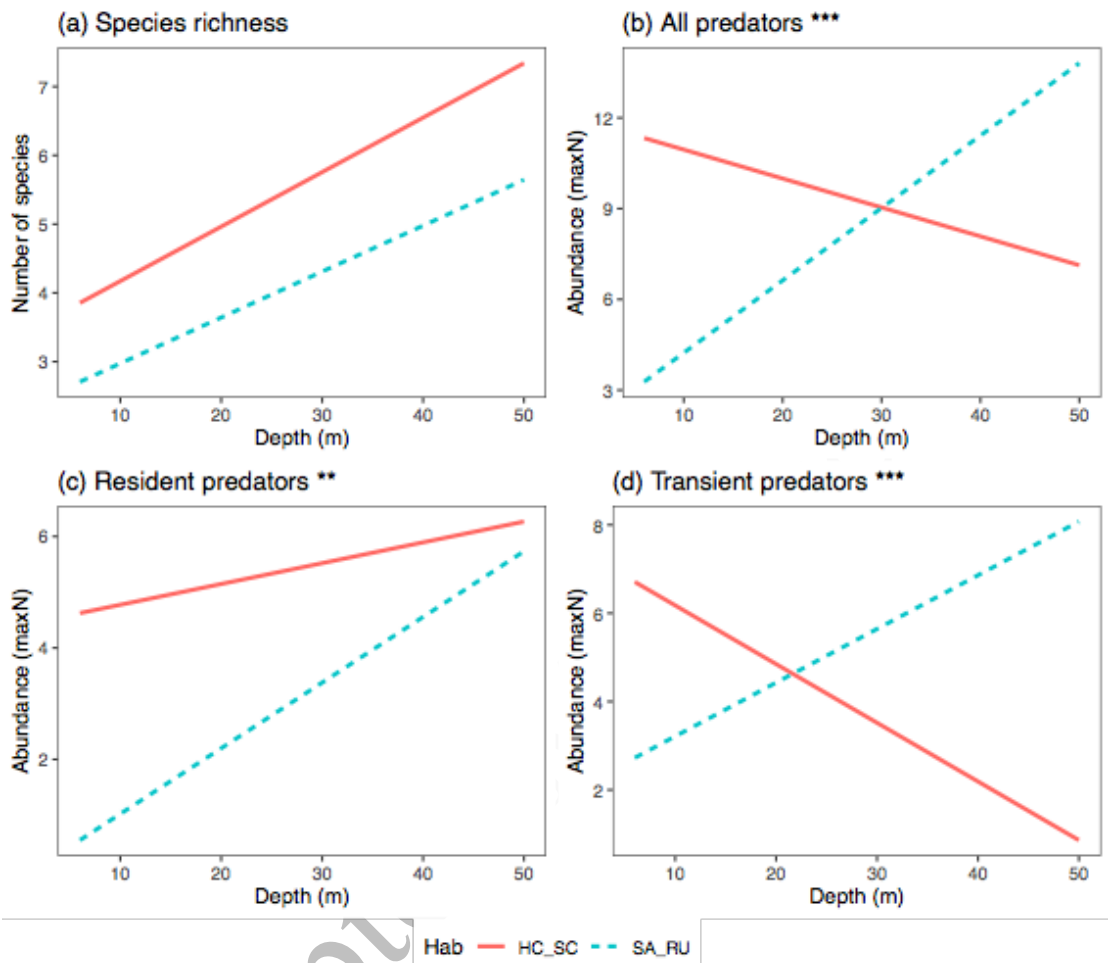 (a) Species richness
Number of species
7
6
5
4
3
10 20 30 40 50
Depth (m)
(b) All predators ***
Abundance (maxN)
12
9
6
3
10 20 30 40 50
Depth (m)
(c) Resident predators **
Abundance (maxN)
6
4
2
10 20 30 40 50
Depth (m)
(d) Transient predators ***
Abundance (maxN)
8
6
4
2
10 20 30 40 50
Depth (m)
Hab HC_SC SA_RU